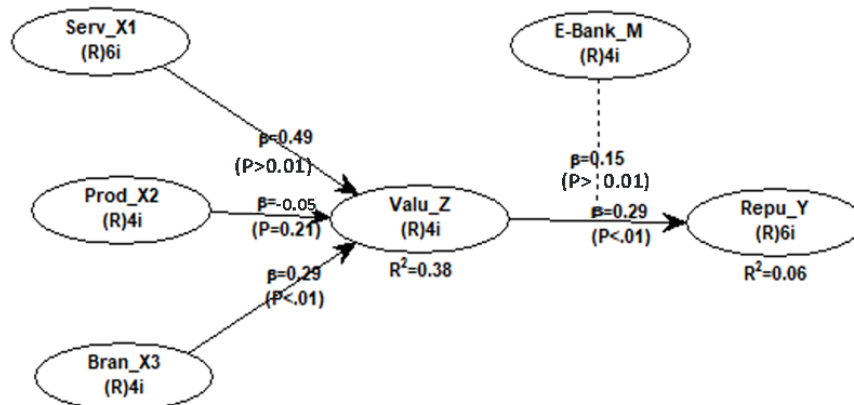 Serv_X1
(R)6i
E-Bank_M
(R)4i
β=0.49
(P>0.01)
β=0.15
(P> 0.01)
Prod_X2
(R)4i
β=-0.05
(P=0.21)
Valu_Z
(R)4i
R²=0.38
β=0.29
(P<.01)
Repu_Y
(R)6i
R²=0.06
β=0.29
(P<.01)
Bran_X3
(R)4i